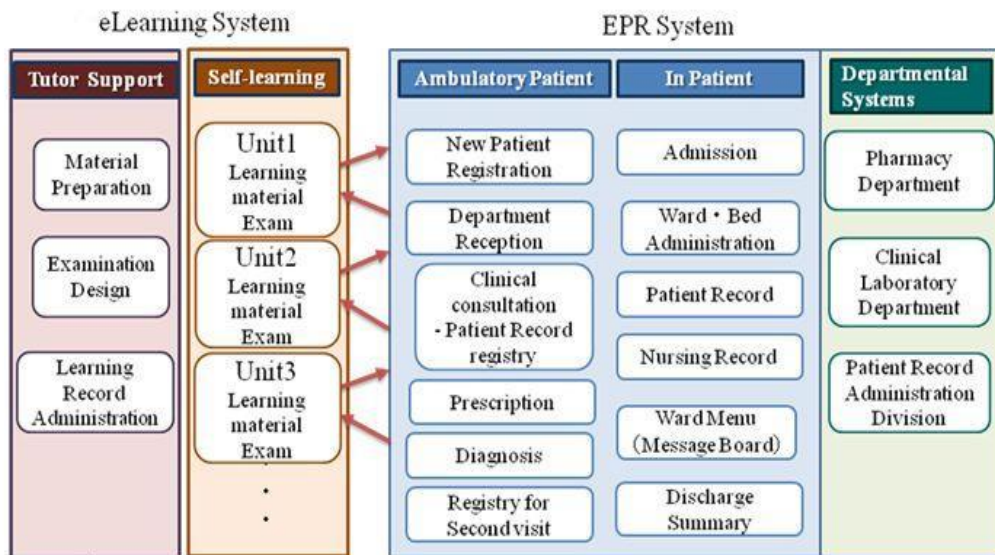 eLearning System
EPR System
Tutor Support
Material
Preparation
Examination
Design
Learning
Record
Administration
Self-learning
Unit1
Learning
material
Exam
Unit2
Learning
material
Exam
Unit3
Learning
material
Exam
Ambulatory Patient
New Patient
Registration
Department
Reception
Clinical
consultation
- Patient Record
registry
Prescription
Diagnosis
Registry for
Second visit
In Patient
Admission
Ward・Bed
Administration
Patient Record
Nursing Record
Ward Menu
(Message Board)
Discharge
Summary
Departmental
Systems
Pharmacy
Department
Clinical
Laboratory
Department
Patient Record
Administration
Division